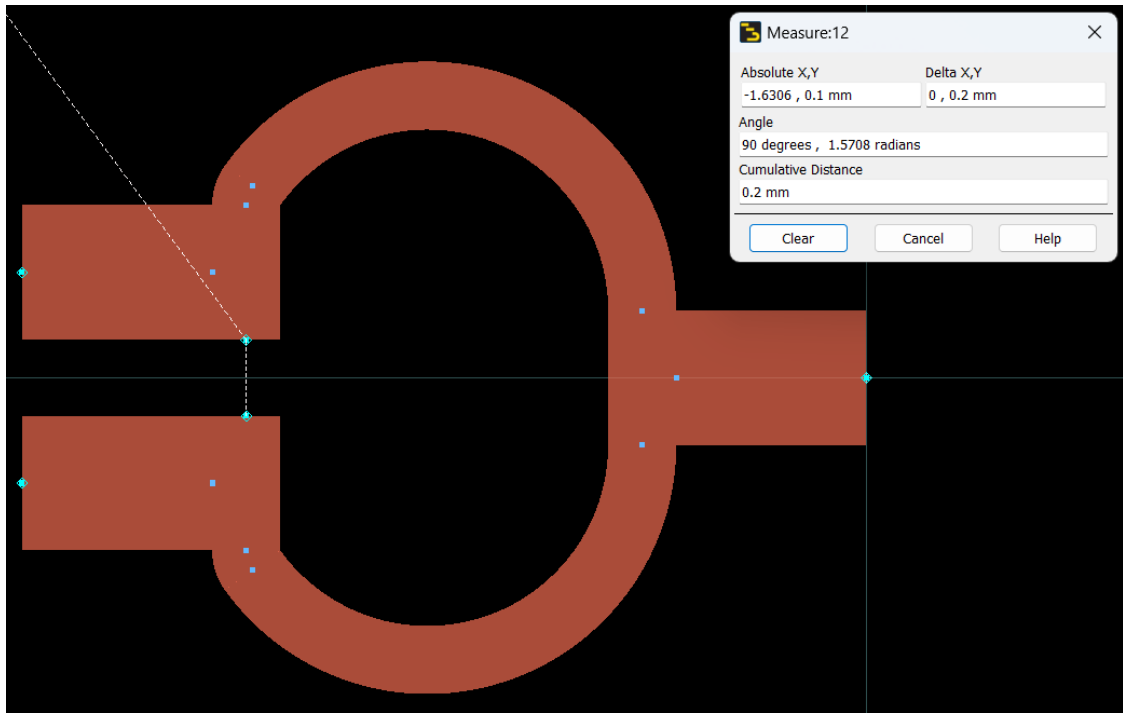 Measure:12
Absolute X,Y Delta X,Y
-1.6306 , 0.1 mm 0 , 0.2 mm
Angle
90 degrees , 1.5708 radians
Cumulative Distance
0.2 mm
Clear Cancel Help